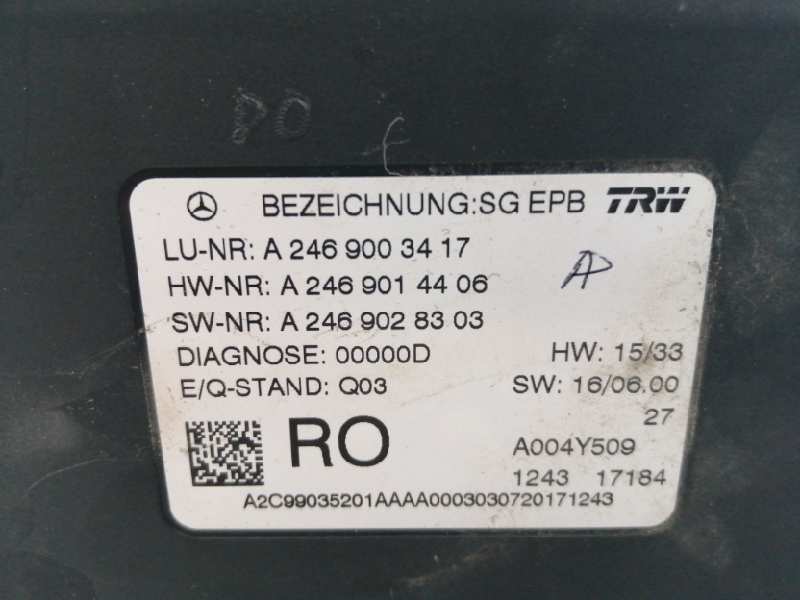 BEZEICHNUNG:SG EPB TRW
LU-NR: A 246 900 34 17
HW-NR: A 246 901 44 06
SW-NR: A 246 902 83 03
DIAGNOSE: 00000D HW: 15/33
E/Q-STAND: Q03 SW: 16/06.00
27
RO A004Y509
1243 17184
A2C99035201AAAA0003030720171243